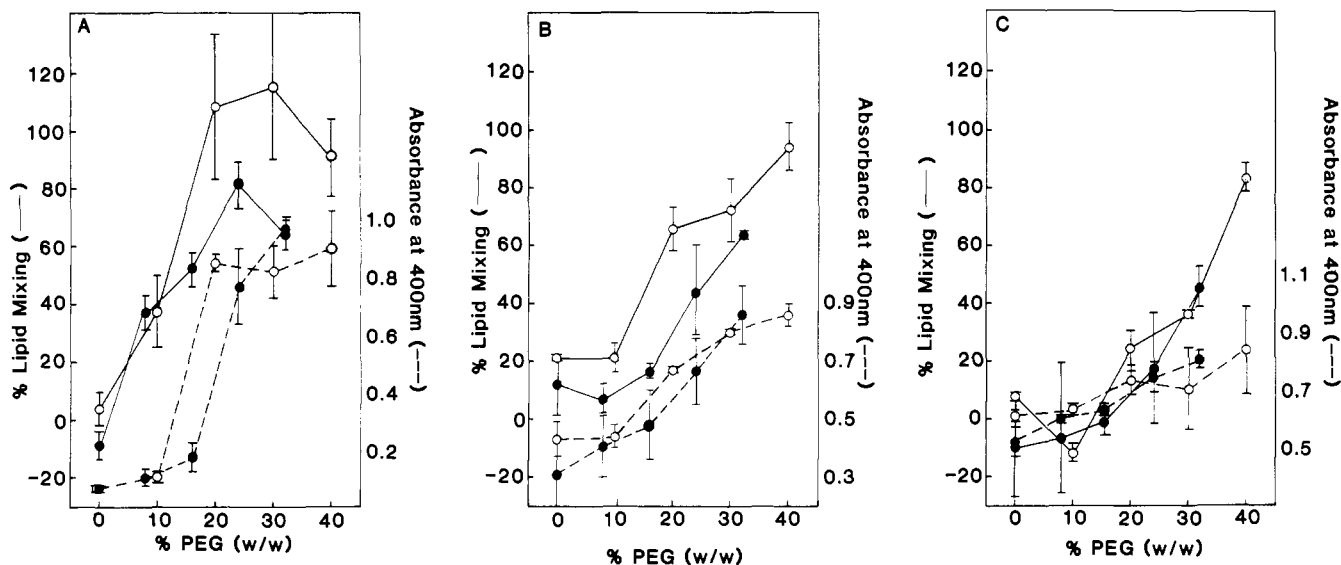 A
120
100
80
60
40
20
0
−20
% Lipid Mixing (——)
1.0
0.8
0.6
0.4
0.2
Absorbance at 400nm (---)
0 10 20 30 40
% PEG (w/w)
B
120
100
80
60
40
20
0
−20
% Lipid Mixing (——)
0.9
0.7
0.5
0.3
Absorbance at 400nm (---)
0 10 20 30 40
% PEG (w/w)
C
120
100
80
60
40
20
0
−20
% Lipid Mixing (——)
1.1
0.9
0.7
0.5
Absorbance at 400nm (---)
0 10 20 30 40
% PEG (w/w)